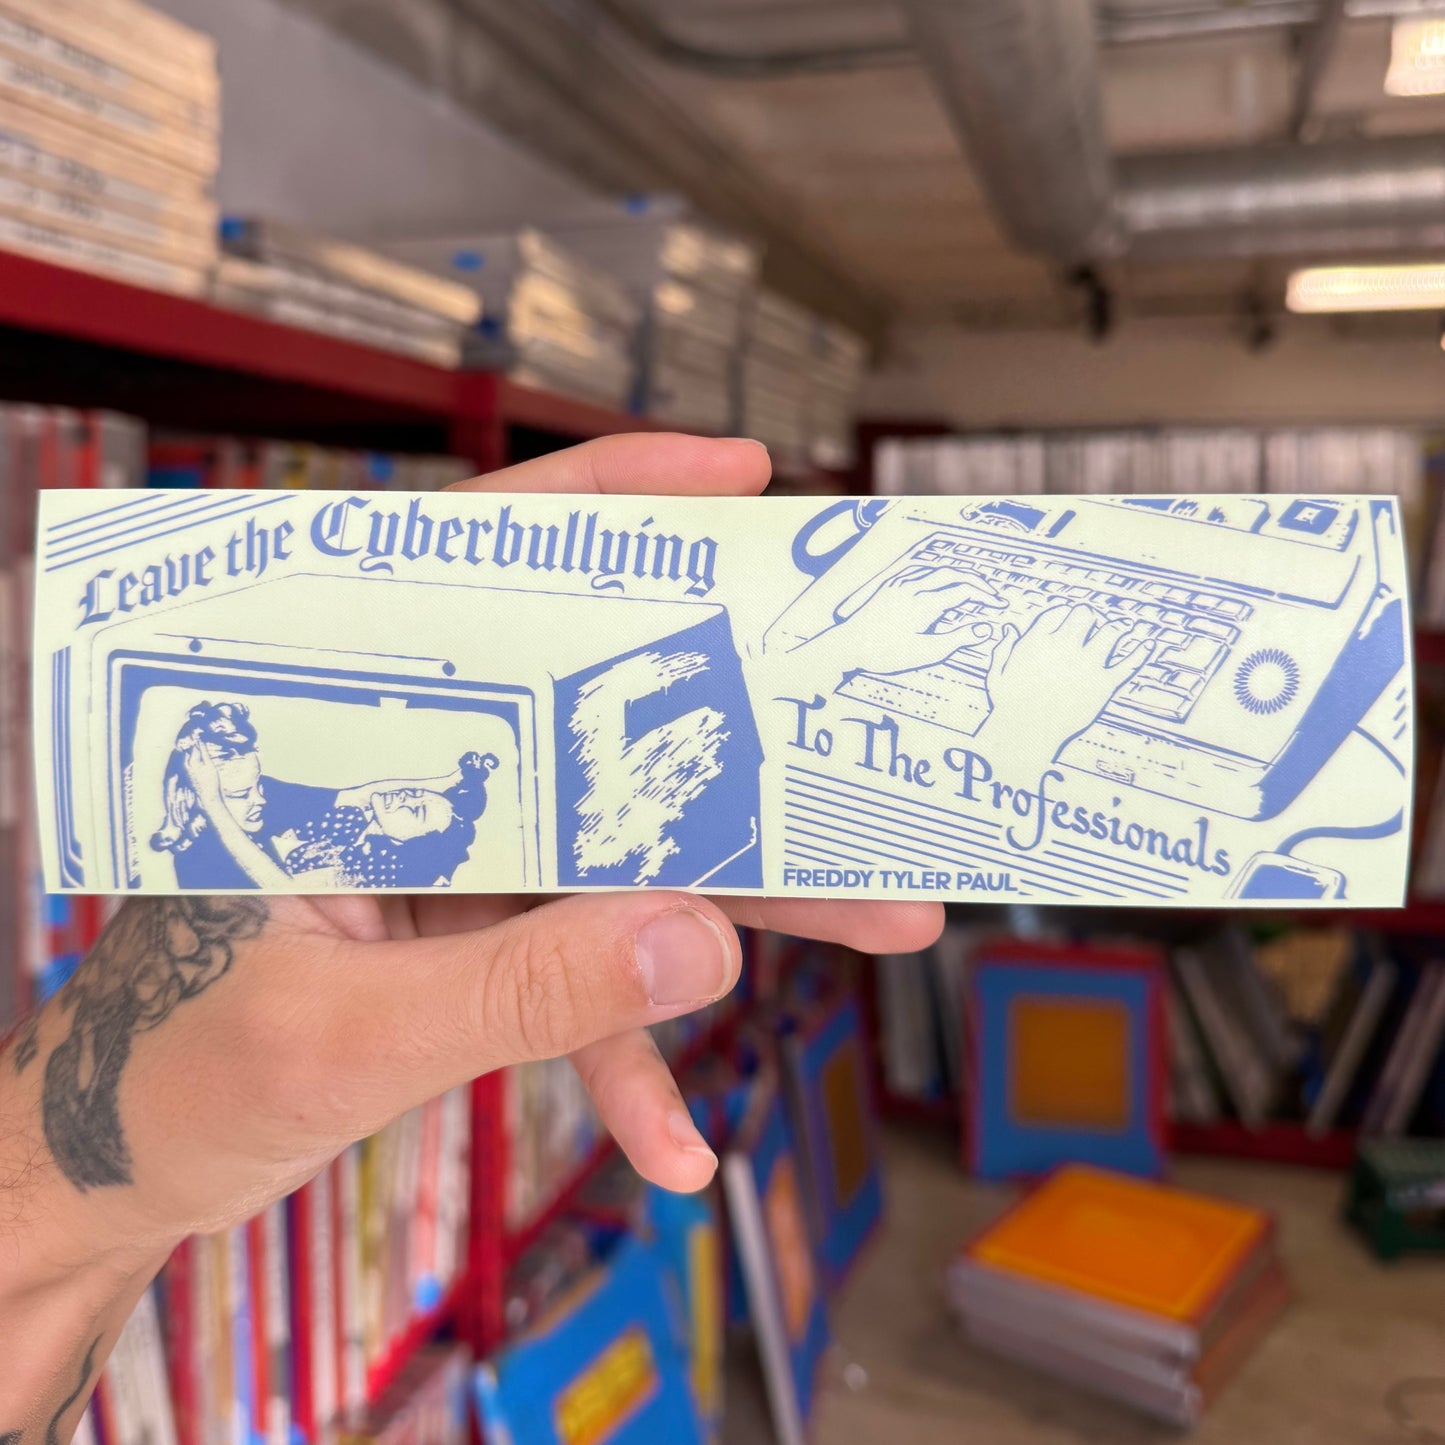 Leave the Cyberbullying
To The Professionals
FREDDY TYLER PAUL